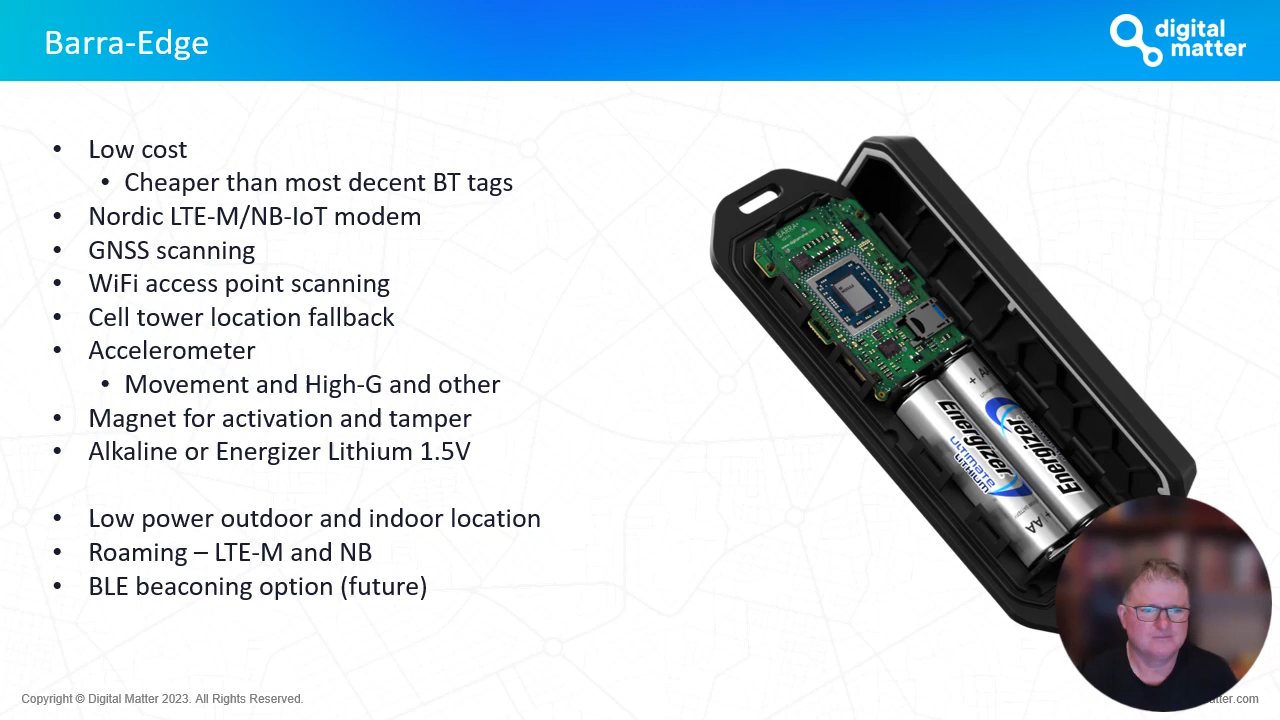 Barra-Edge
digital
matter
• Low cost
• Cheaper than most decent BT tags
• Nordic LTE-M/NB-IoT modem
• GNSS scanning
• WiFi access point scanning
• Cell tower location fallback
• Accelerometer
• Movement and High-G and other
• Magnet for activation and tamper
• Alkaline or Energizer Lithium 1.5V
• Low power outdoor and indoor location
• Roaming – LTE-M and NB
• BLE beaconing option (future)
BARRA
+ A
Energizer
ULTIMATE
LITHIUM
Energizer
+ AA
Copyright © Digital Matter 2023. All Rights Reserved.
tter.com